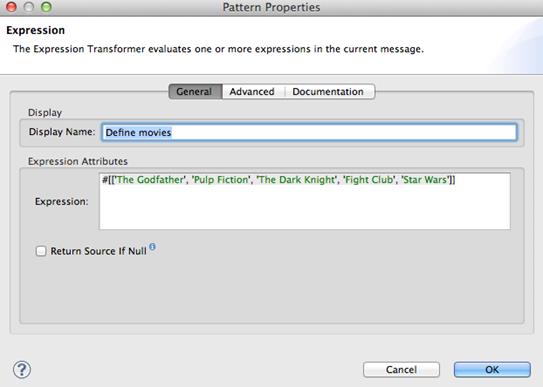 Pattern Properties
Expression
The Expression Transformer evaluates one or more expressions in the current message.
General Advanced Documentation
Display
Display Name: Define movies
Expression Attributes
#[['The Godfather', 'Pulp Fiction', 'The Dark Knight', 'Fight Club', 'Star Wars']]
Expression:
Return Source If Null i
? Cancel OK